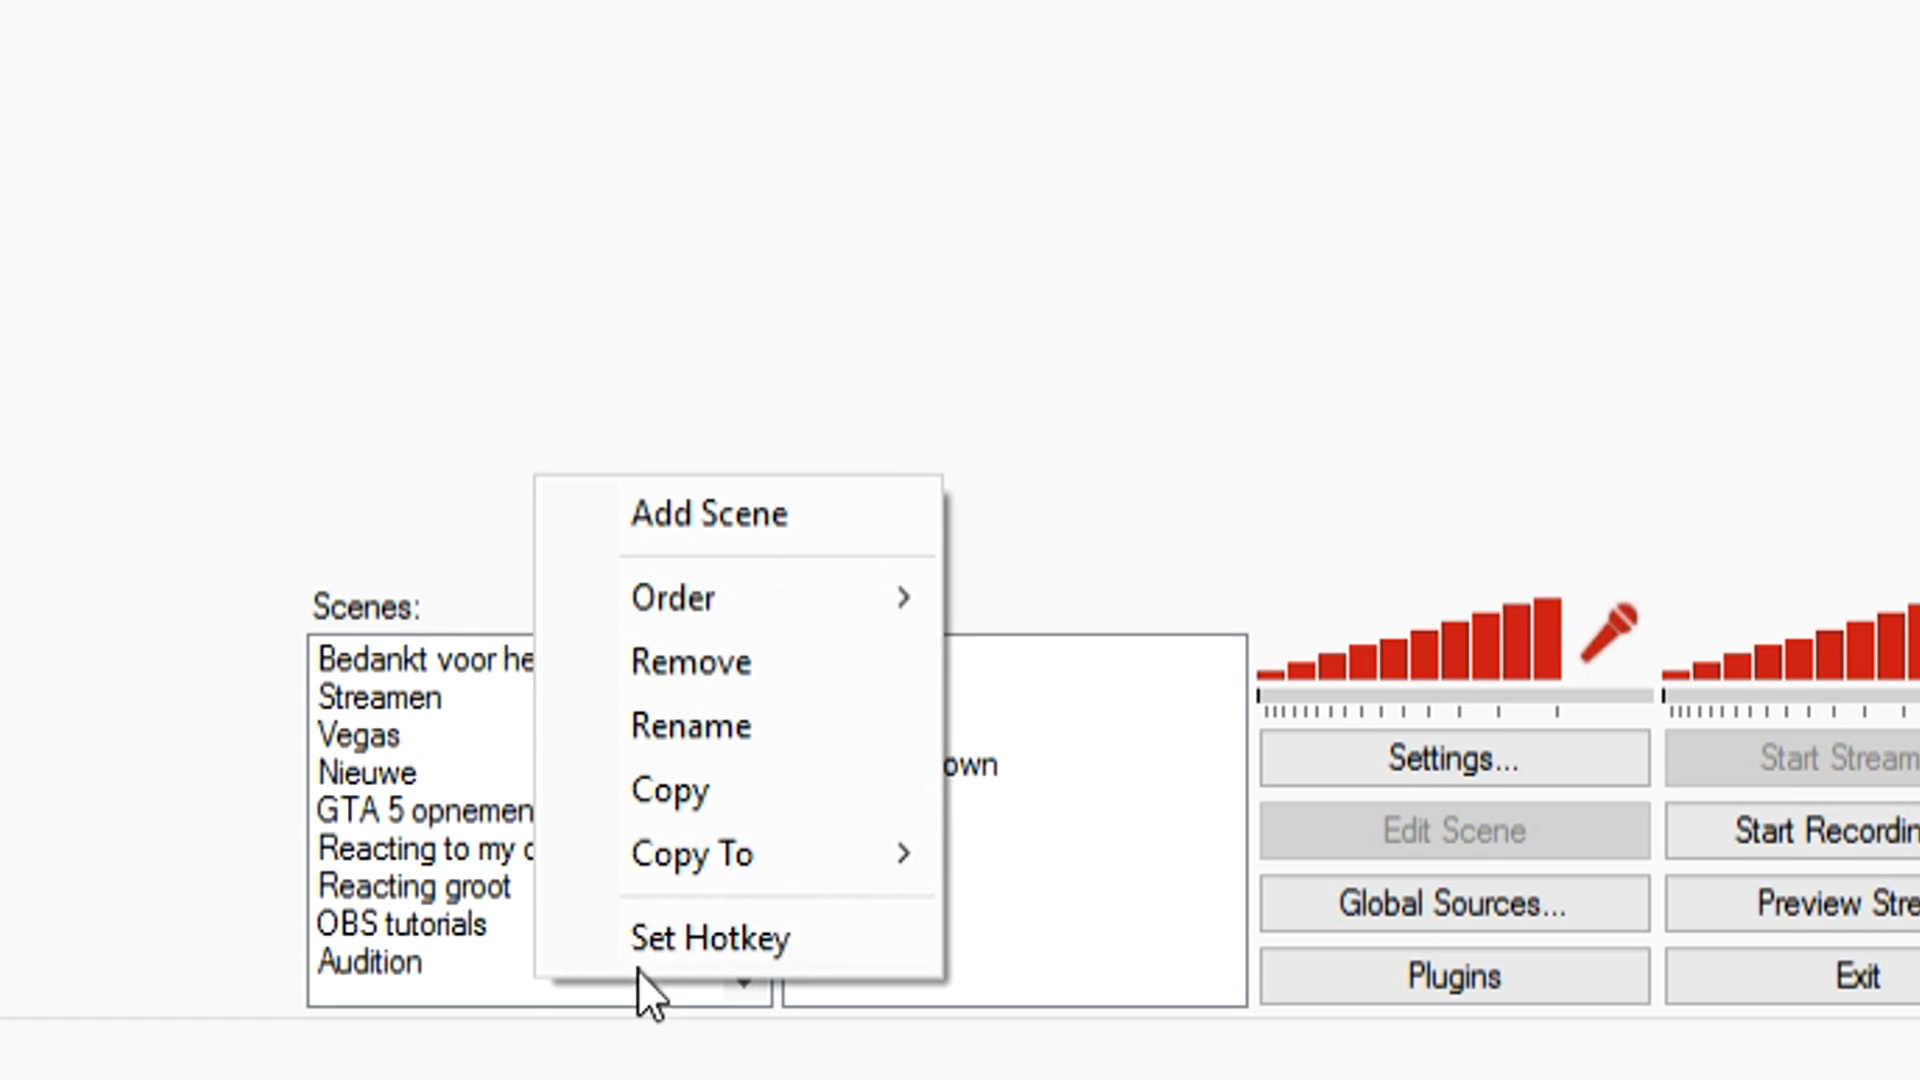 Add Scene
Order
Remove
Rename
Copy
Copy To
Set Hotkey
Scenes:
Bedankt voor
Streamen
Vegas
Nieuwe
GTA 5 opnemen
Reacting to my
Reacting groot
OBS tutorials
Audition
own
Settings...
Edit Scene
Global Sources...
Plugins
Start Stream
Start Recordin
Preview Stre
Exit